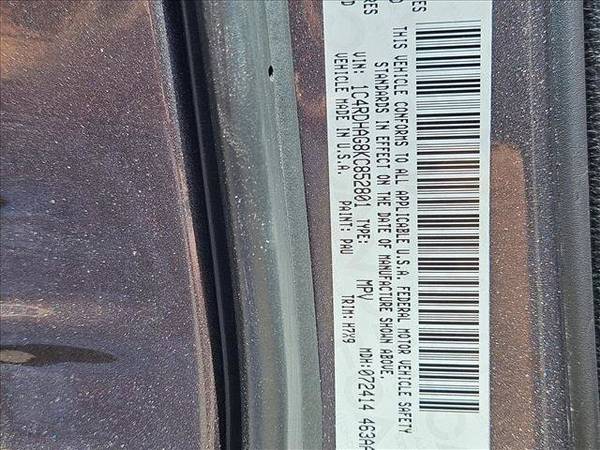 THIS VEHICLE CONFORMS TO ALL APPLICABLE U.S.A. FEDERAL MOTOR VEHICLE SAFETY
STANDARDS IN EFFECT ON THE DATE OF MANUFACTURE SHOWN ABOVE.
VIN: 1C4RDHAG8KC852801 TYPE: MPV MDH:072414 463AA
VEHICLE MADE IN U.S.A. PAINT: PAU TRIM:H7X9